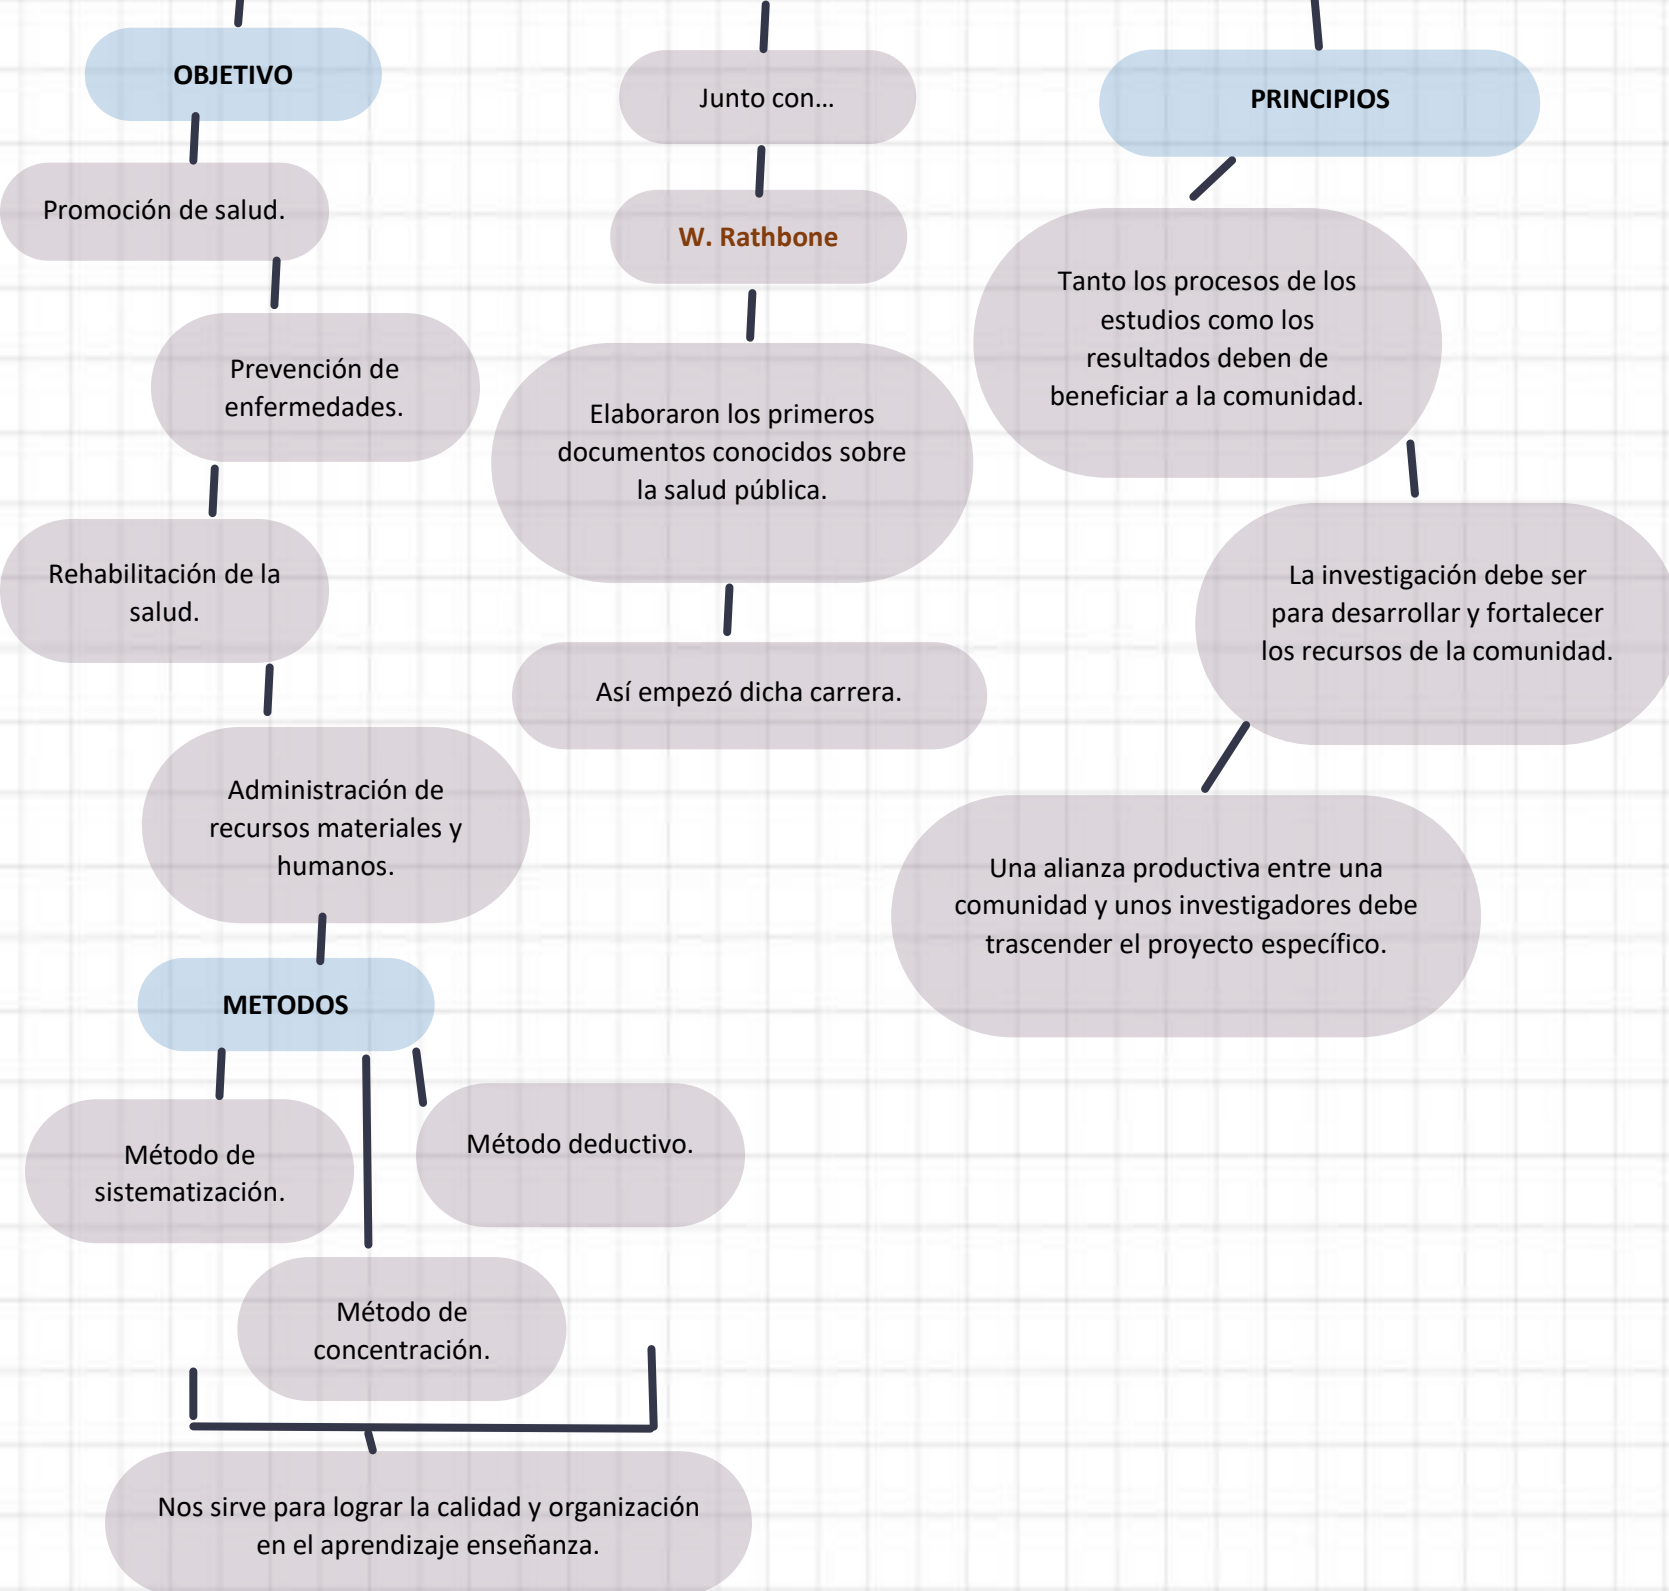 OBJETIVO
Promoción de salud.
Prevención de
enfermedades.
Rehabilitación de la
salud.
Administración de
recursos materiales y
humanos.
METODOS
Método de
sistematización.
Método deductivo.
Método de
concentración.
Nos sirve para lograr la calidad y organización
en el aprendizaje enseñanza.
Junto con…
W. Rathbone
Elaboraron los primeros
documentos conocidos sobre
la salud pública.
Así empezó dicha carrera.
PRINCIPIOS
Tanto los procesos de los
estudios como los
resultados deben de
beneficiar a la comunidad.
La investigación debe ser
para desarrollar y fortalecer
los recursos de la comunidad.
Una alianza productiva entre una
comunidad y unos investigadores debe
trascender el proyecto específico.